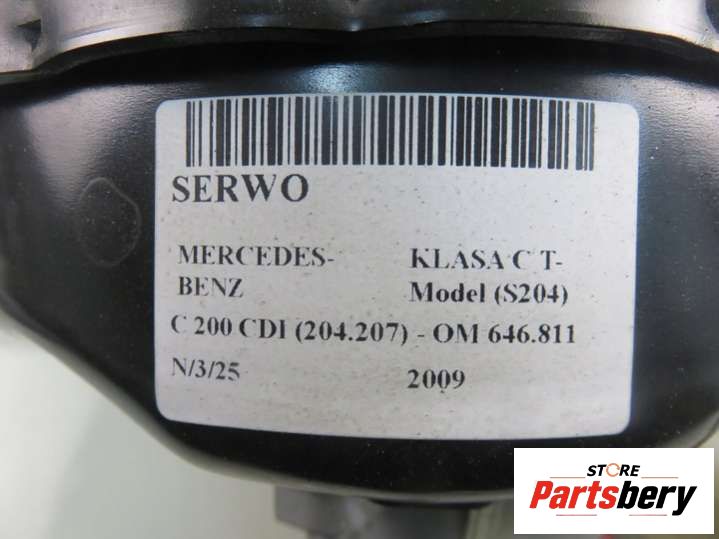 SERWO
MERCEDES-
BENZ
KLASA C T-
Model (S204)
C 200 CDI (204.207) - OM 646.811
N/3/25
2009
STORE
Partsbery